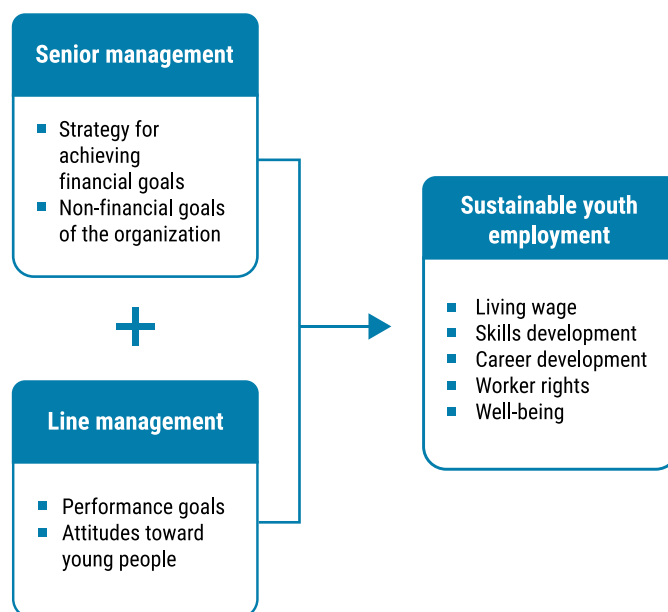 Senior management
Strategy for
achieving
financial goals
Non-financial goals
of the organization
Line management
Performance goals
Attitudes toward
young people
Sustainable youth
employment
Living wage
Skills development
Career development
Worker rights
Well-being